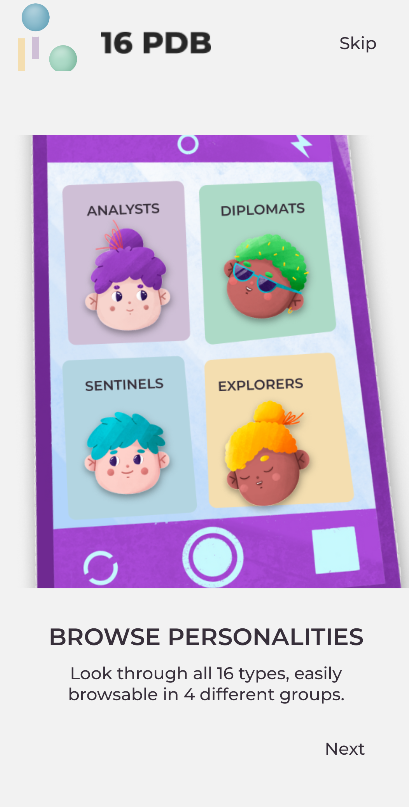 16 PDB
Skip
ANALYSTS
DIPLOMATS
SENTINELS
EXPLORERS
BROWSE PERSONALITIES
Look through all 16 types, easily
browsable in 4 different groups.
Next